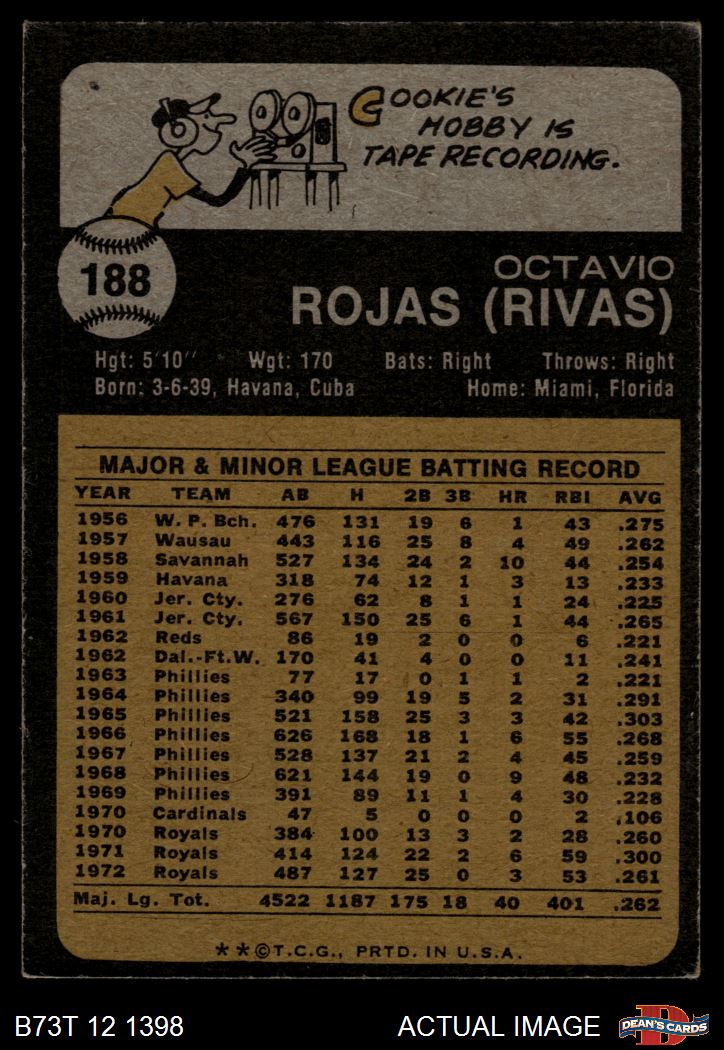 COOKIE'S
HOBBY IS
TAPE RECORDING.
188
OCTAVIO
ROJAS (RIVAS)
Hgt: 5'10" Wgt: 170 Bats: Right Throws: Right
Born: 3-6-39, Havana, Cuba Home: Miami, Florida
MAJOR & MINOR LEAGUE BATTING RECORD
YEAR TEAM AB H 2B 3B HR RBI AVG
1956 W. P. Bch. 476 131 19 6 1 43 .275
1957 Wausau 443 116 25 8 4 49 .262
1958 Savannah 527 134 24 2 10 44 .254
1959 Havana 318 74 12 1 3 13 .233
1960 Jer. Cty. 276 62 8 1 1 24 .225
1961 Jer. Cty. 567 150 25 6 1 44 .265
1962 Reds 86 19 2 0 0 6 .221
1962 Dal.-Ft.W. 170 41 4 0 0 11 .241
1963 Phillies 77 17 0 1 1 2 .221
1964 Phillies 340 99 19 5 2 31 .291
1965 Phillies 521 158 25 3 3 42 .303
1966 Phillies 626 168 18 1 6 55 .268
1967 Phillies 528 137 21 2 4 45 .259
1968 Phillies 621 144 19 0 9 48 .232
1969 Phillies 391 89 11 1 4 30 .228
1970 Cardinals 47 5 0 0 0 2 .106
1970 Royals 384 100 13 3 2 28 .260
1971 Royals 414 124 22 2 6 59 .300
1972 Royals 487 127 25 0 3 53 .261
Maj. Lg. Tot. 4522 1187 175 18 40 401 .262
**©T.C.G., PRTD. IN U.S.A.
B73T 12 1398 ACTUAL IMAGE
D
DEAN'S CARDS